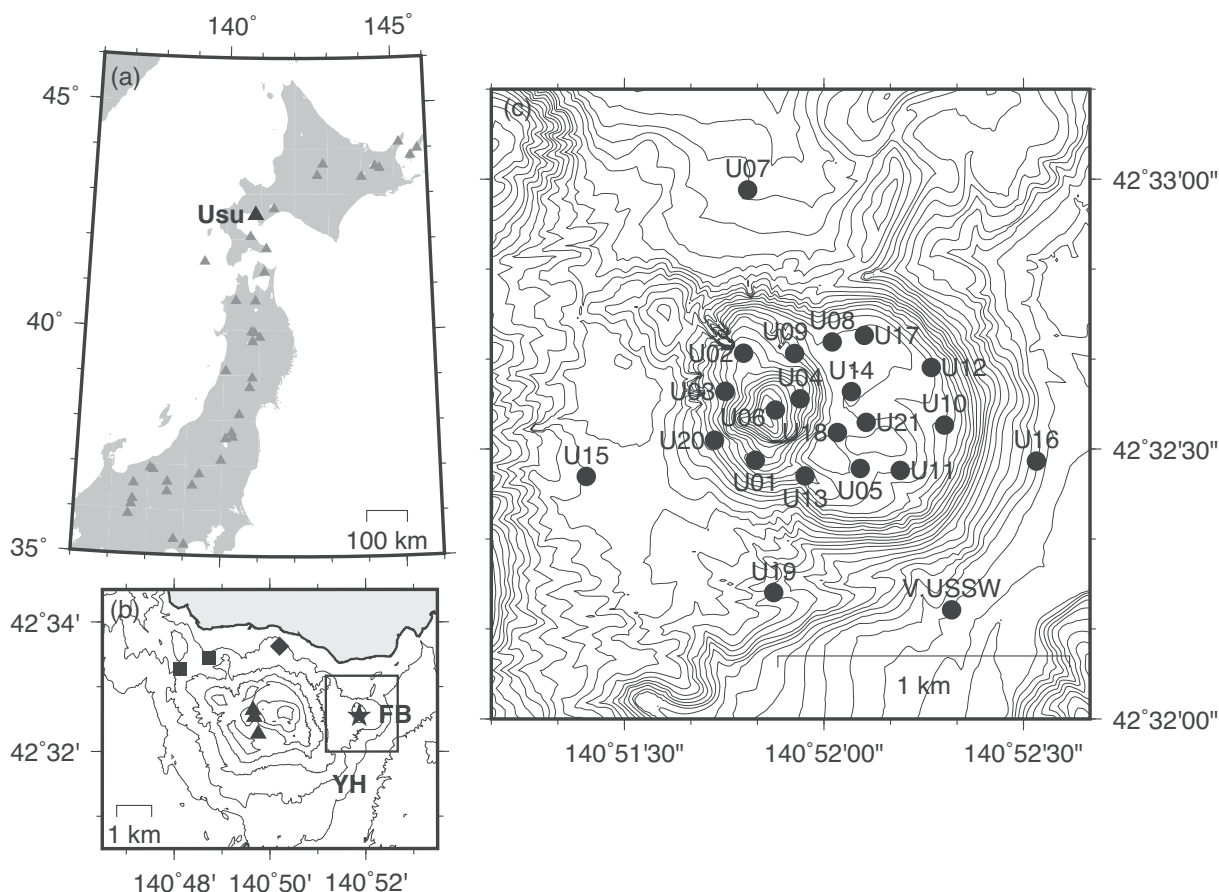 140˚ 145˚
(a)
45˚
Usu
40˚
35˚
100 km
(b)
42˚34'
FB
42˚32'
YH
1 km
140˚48' 140˚50' 140˚52'
(c)
U07
42˚33'00"
U08
U09 U17
U02 U14 U12
U03 U04
U10
U06 U21
U20 U18 U16
U15 42˚32'30"
U01 U05 U11
U13
U19
V.USSW
1 km
42˚32'00"
140˚51'30" 140˚52'00" 140˚52'30"